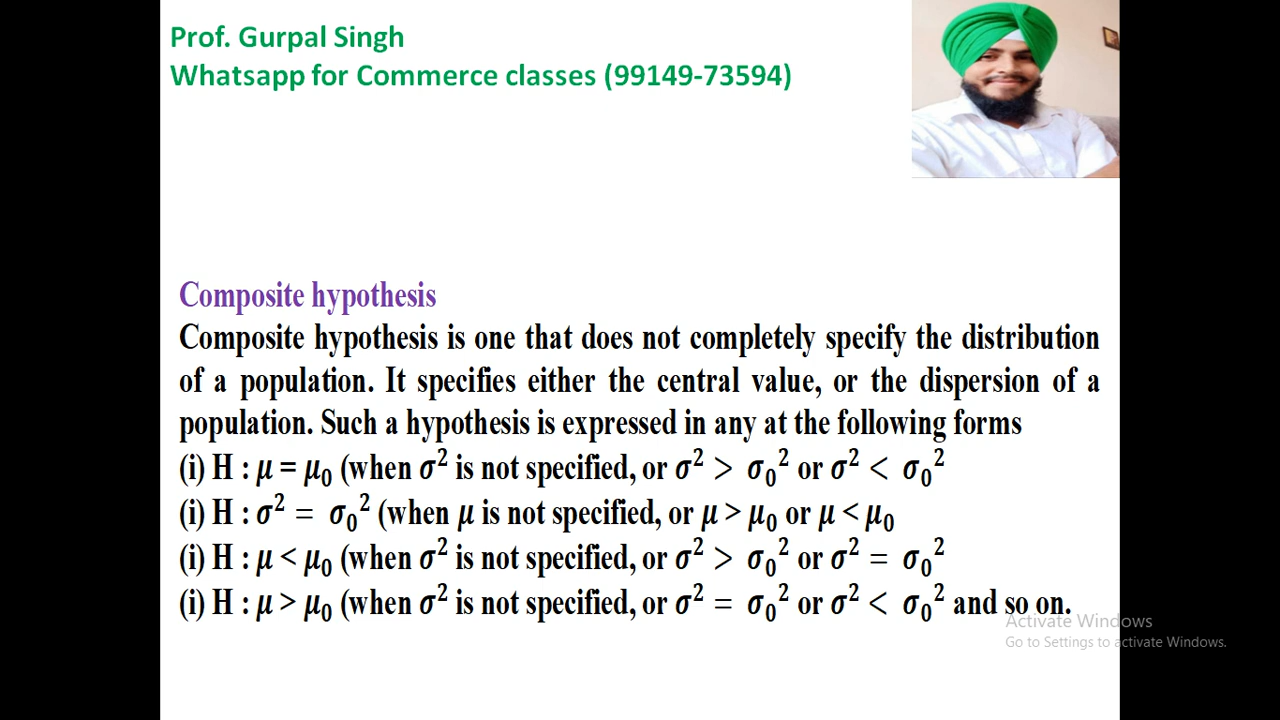 Prof. Gurpal Singh
Whatsapp for Commerce classes (99149-73594)
Composite hypothesis
Composite hypothesis is one that does not completely specify the distribution
of a population. It specifies either the central value, or the dispersion of a
population. Such a hypothesis is expressed in any at the following forms
(i) H : μ = μ₀ (when σ² is not specified, or σ² > σ₀² or σ² < σ₀²
(i) H : σ² = σ₀² (when μ is not specified, or μ > μ₀ or μ < μ₀
(i) H : μ < μ₀ (when σ² is not specified, or σ² > σ₀² or σ² = σ₀²
(i) H : μ > μ₀ (when σ² is not specified, or σ² = σ₀² or σ² < σ₀² and so on.
Activate Windows
Go to Settings to activate Windows.